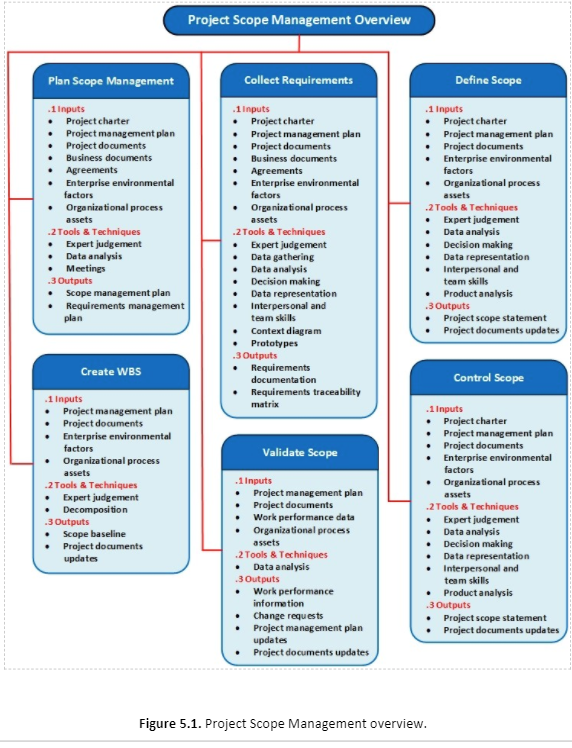 Project Scope Management Overview
Plan Scope Management
.1 Inputs
• Project charter
• Project management plan
• Project documents
• Business documents
• Agreements
• Enterprise environmental
factors
• Organizational process
assets
.2 Tools & Techniques
• Expert judgement
• Data analysis
• Meetings
.3 Outputs
• Scope management plan
• Requirements management
plan
Collect Requirements
.1 Inputs
• Project charter
• Project management plan
• Project documents
• Business documents
• Agreements
• Enterprise environmental
factors
• Organizational process
assets
.2 Tools & Techniques
• Expert judgement
• Data gathering
• Data analysis
• Decision making
• Data representation
• Interpersonal and
team skills
• Context diagram
• Prototypes
.3 Outputs
• Requirements
documentation
• Requirements traceability
matrix
Define Scope
.1 Inputs
• Project charter
• Project management plan
• Project documents
• Enterprise environmental
factors
• Organizational process
assets
.2 Tools & Techniques
• Expert judgement
• Data analysis
• Decision making
• Data representation
• Interpersonal and
team skills
• Product analysis
.3 Outputs
• Project scope statement
• Project documents updates
Create WBS
.1 Inputs
• Project management plan
• Project documents
• Enterprise environmental
factors
• Organizational process
assets
.2 Tools & Techniques
• Expert judgement
• Decomposition
.3 Outputs
• Scope baseline
• Project documents
updates
Validate Scope
.1 Inputs
• Project management plan
• Project documents
• Work performance data
• Organizational process
assets
.2 Tools & Techniques
• Data analysis
.3 Outputs
• Work performance
information
• Change requests
• Project management plan
updates
• Project documents updates
Control Scope
.1 Inputs
• Project charter
• Project management plan
• Project documents
• Enterprise environmental
factors
• Organizational process
assets
.2 Tools & Techniques
• Expert judgement
• Data analysis
• Decision making
• Data representation
• Interpersonal and
team skills
• Product analysis
.3 Outputs
• Project scope statement
• Project documents updates
Figure 5.1. Project Scope Management overview.